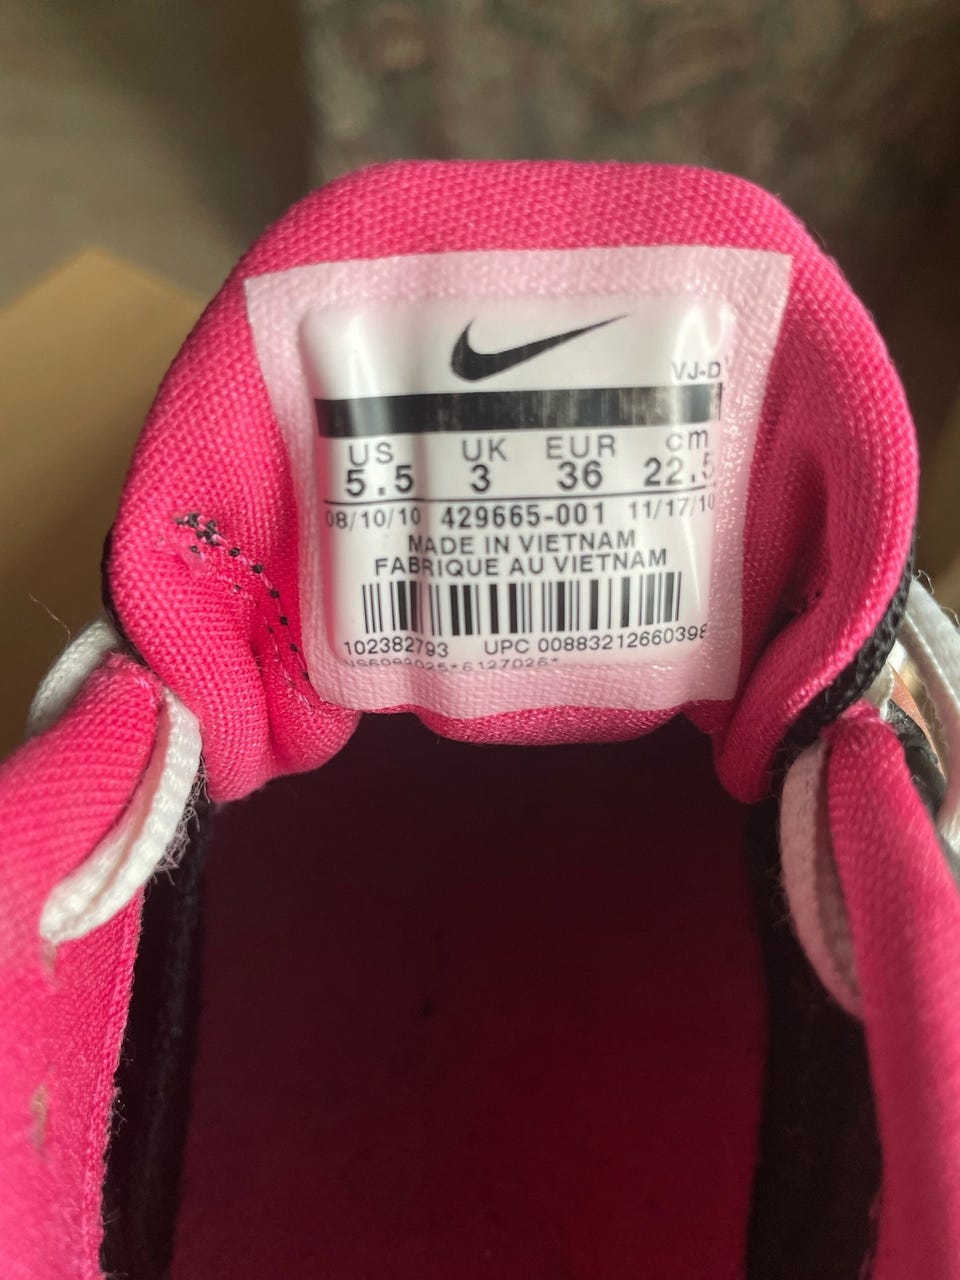 VJ-D
US UK EUR cm
5.5 3 36 22.5
08/10/10 429665-001 11/17/10
MADE IN VIETNAM
FABRIQUE AU VIETNAM
102382793 UPC 00883212660398